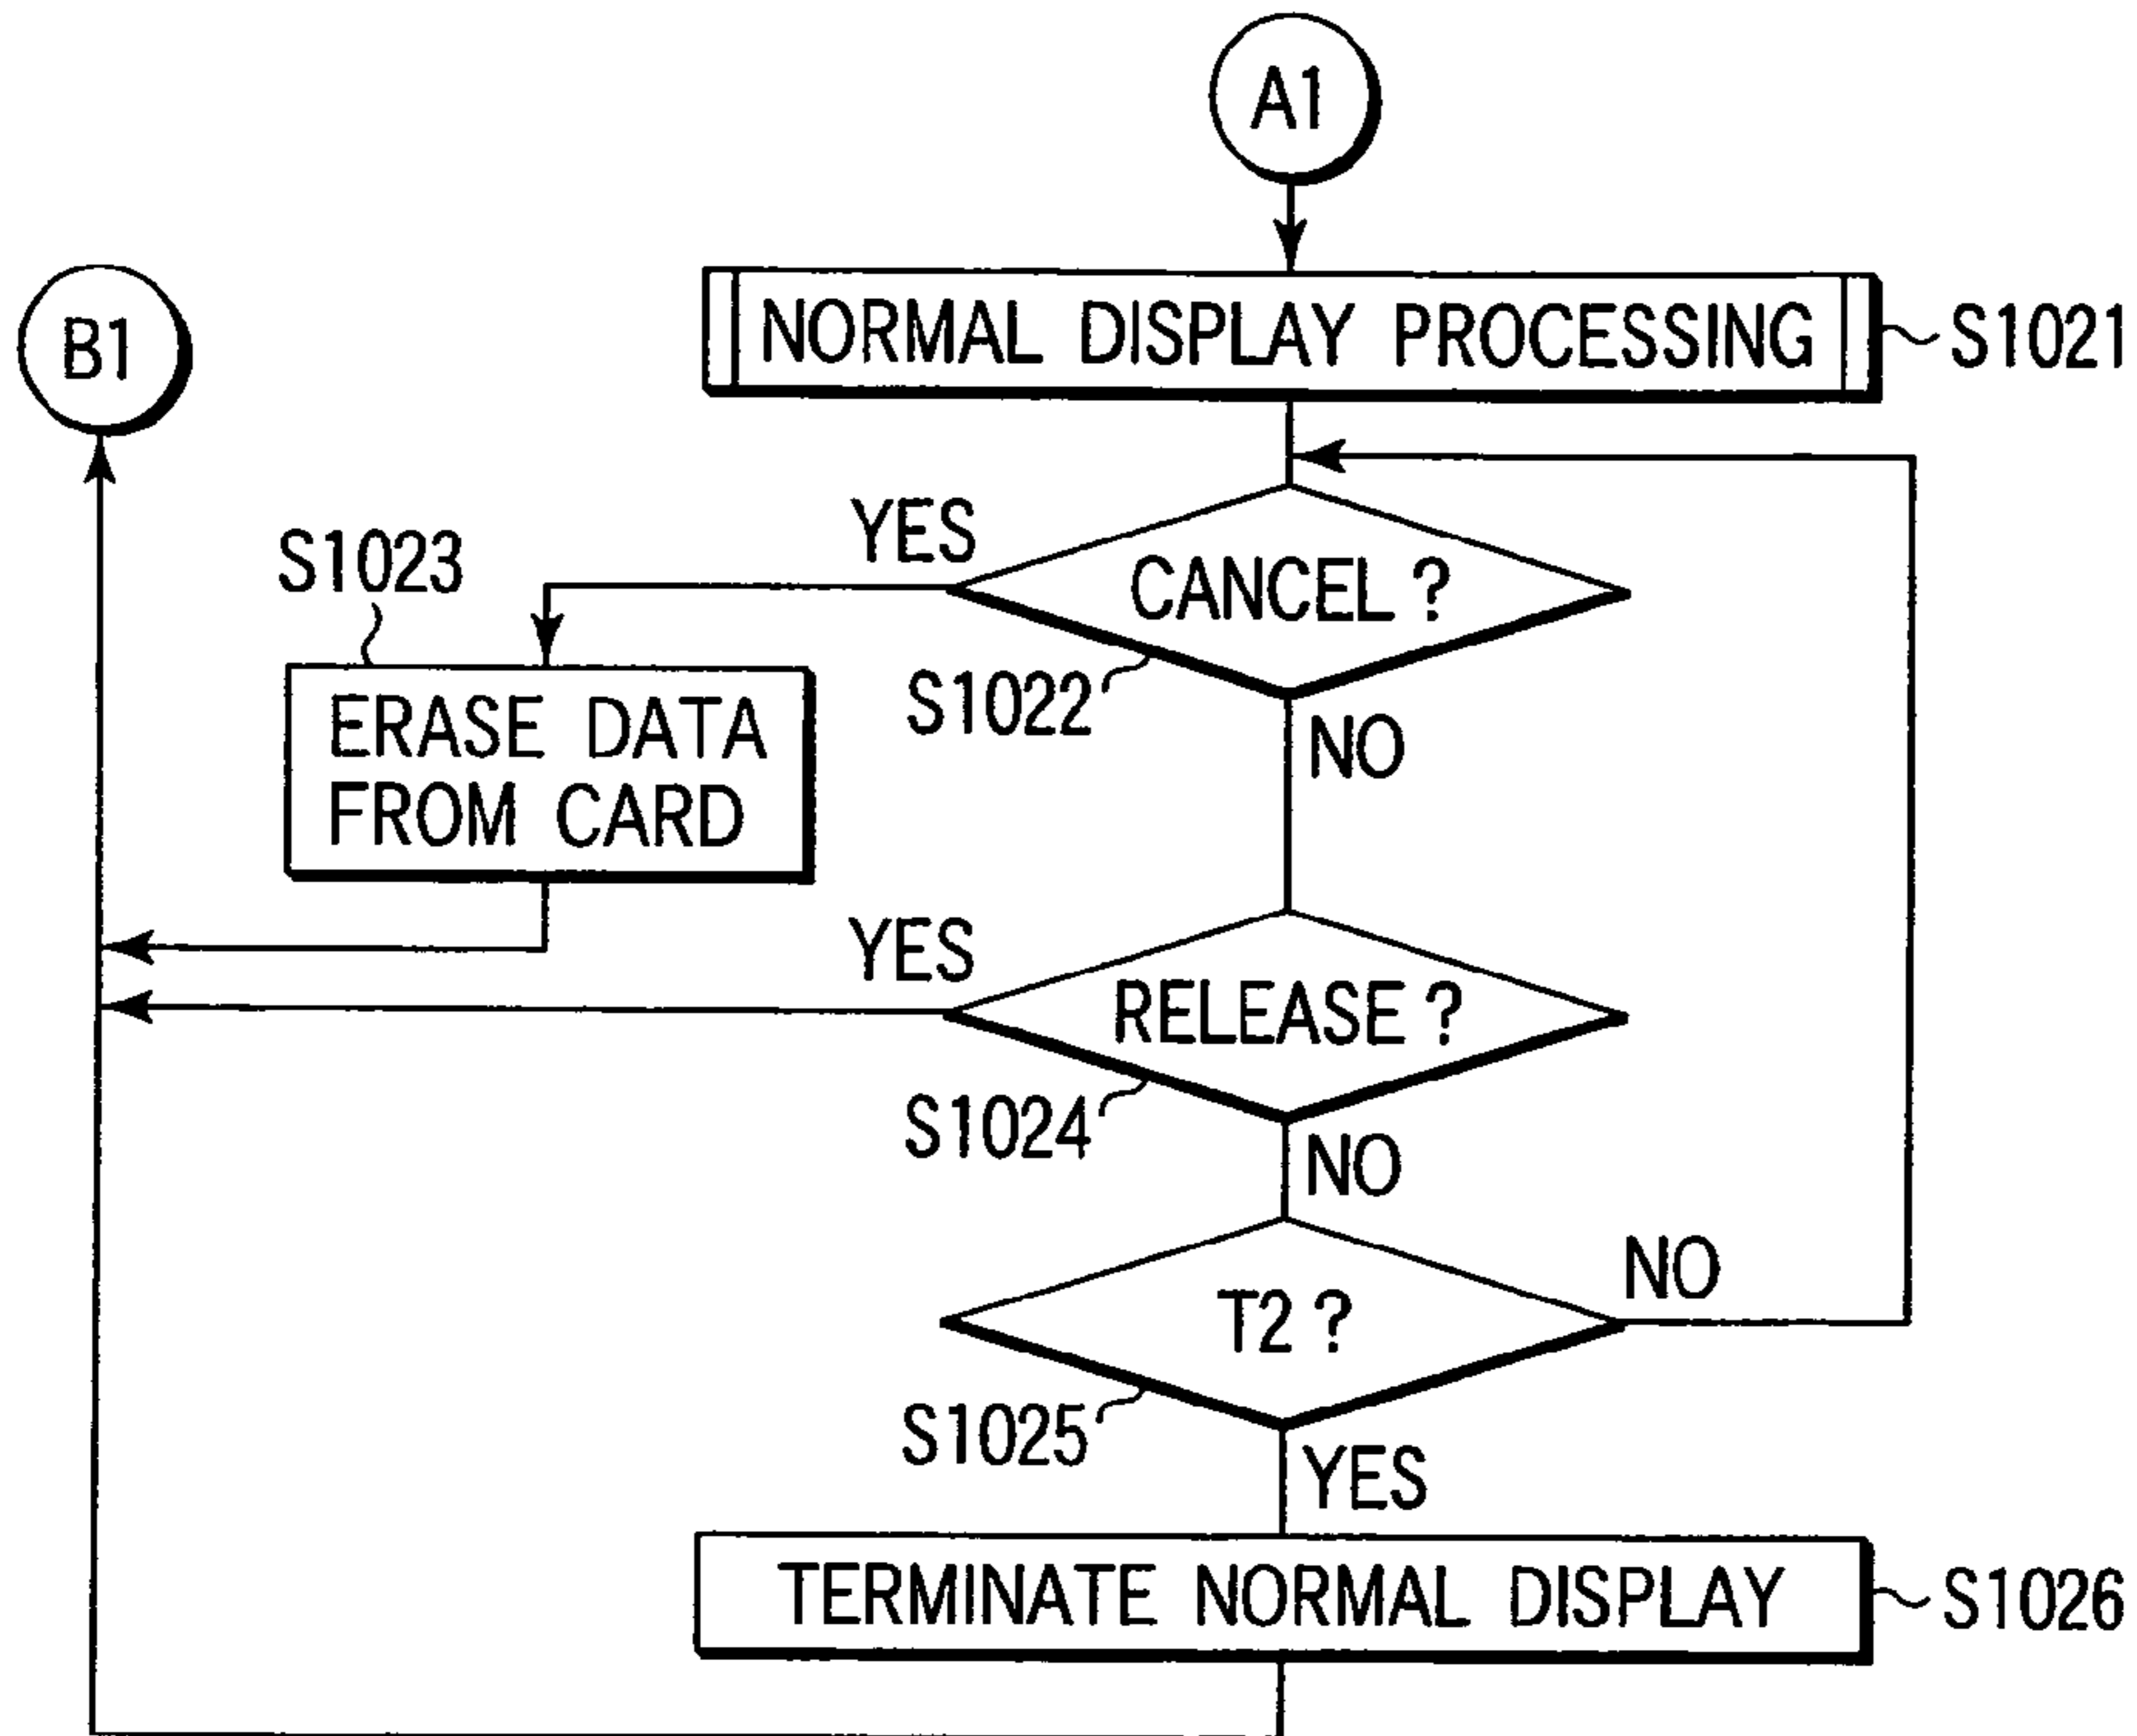 A1
B1
NORMAL DISPLAY PROCESSING
S1021
YES
CANCEL ?
S1022
NO
S1023
ERASE DATA
FROM CARD
YES
RELEASE ?
S1024
NO
T2 ?
NO
S1025
YES
TERMINATE NORMAL DISPLAY
S1026